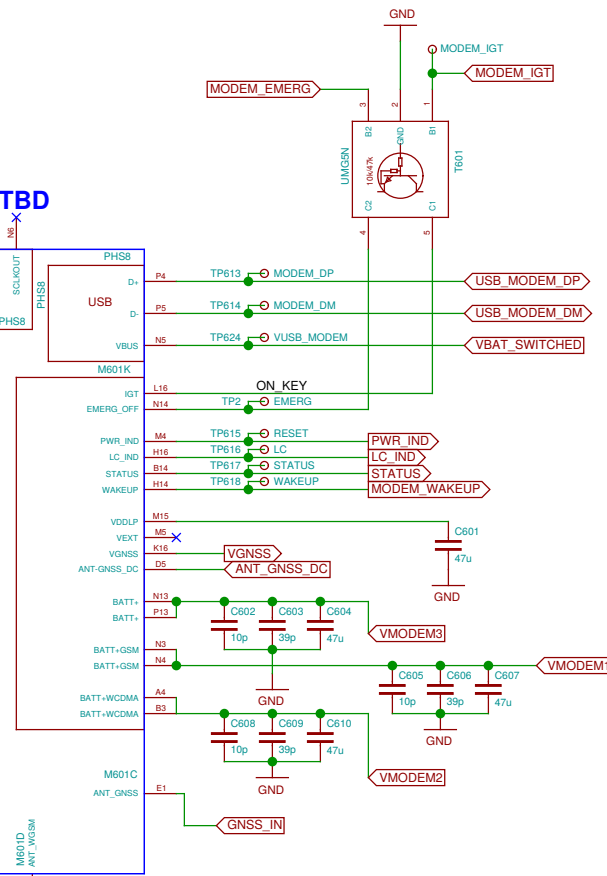 GND
MODEM_IGT
MODEM_IGT
MODEM_EMERG
3
2
1
B2
GND
B1
UMG5N
10k/47k
T601
C2
C1
4
5
TBD
N6
SCLKOUT
PHS8
PHS8
PHS8
USB
D+
P4
TP613
MODEM_DP
USB_MODEM_DP
D-
P5
TP614
MODEM_DM
USB_MODEM_DM
VBUS
N5
TP624
VUSB_MODEM
VBAT_SWITCHED
M601K
IGT
L16
ON_KEY
EMERG_OFF
N14
TP2
EMERG
PWR_IND
M4
TP615
RESET
PWR_IND
LC_IND
H16
TP616
LC
LC_IND
STATUS
B14
TP617
STATUS
STATUS
WAKEUP
H14
TP618
WAKEUP
MODEM_WAKEUP
VDDLP
M15
C601
47u
GND
VEXT
M5
VGNSS
K16
VGNSS
ANT-GNSS_DC
D5
ANT_GNSS_DC
BATT+
N13
BATT+
P13
C602
10p
C603
39p
C604
47u
VMODEM3
GND
BATT+GSM
N3
BATT+GSM
N4
VMODEM1
C605
10p
C606
39p
C607
47u
GND
BATT+WCDMA
A4
BATT+WCDMA
B3
C608
10p
C609
39p
C610
47u
VMODEM2
GND
M601C
ANT_GNSS
E1
GNSS_IN
M601D
ANT_WGSM